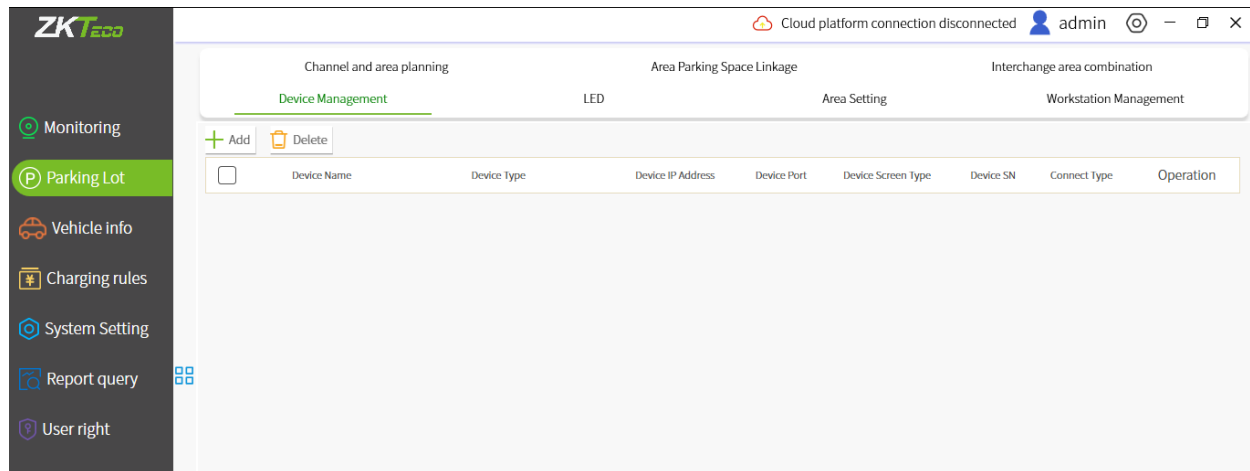 ZKTeco
Cloud platform connection disconnected admin
Channel and area planning Area Parking Space Linkage Interchange area combination
Device Management LED Area Setting Workstation Management
Add Delete
Device Name Device Type Device IP Address Device Port Device Screen Type Device SN Connect Type Operation
Monitoring
Parking Lot
Vehicle info
Charging rules
System Setting
Report query
User right